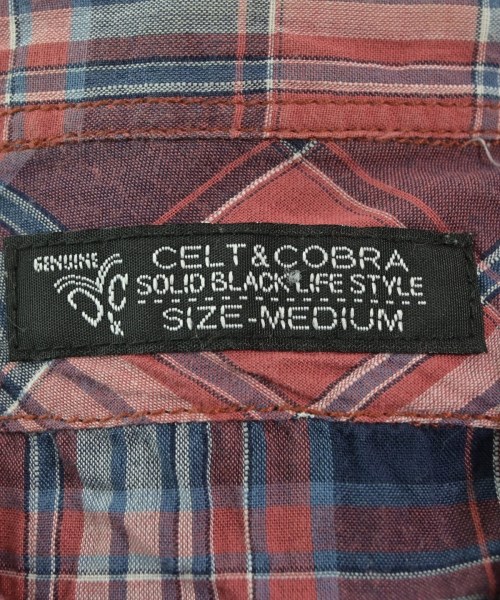 GENUINE
CELT&COBRA
SOLID BLACK LIFE STYLE
SIZE-MEDIUM